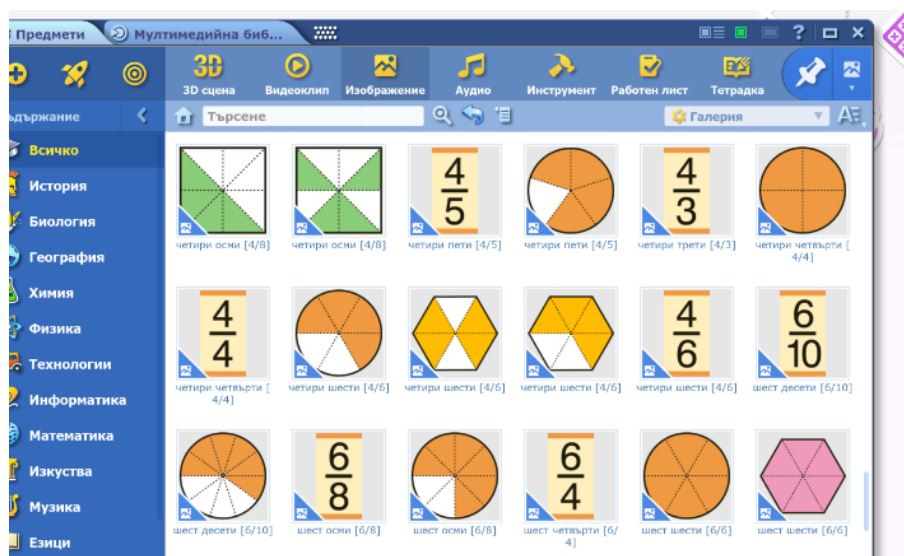 Предмети
Мултимедийна биб...
?
3D
3D сцена
Видеоклип
Изображение
Аудио
Инструмент
Работен лист
Тетрадка
държание
Търсене
Галерия
Всичко
История
Биология
География
Химия
Физика
Технологии
Информатика
Математика
Изкуства
Музика
Езици
четири осми [4/8]
четири осми [4/8]
4
5
четири пети [4/5]
четири пети [4/5]
4
3
четири трети [4/3]
четири четвърти [
4/4]
4
4
четири четвърти [
4/4]
четири шести [4/6]
четири шести [4/6]
четири шести [4/6]
4
6
четири шести [4/6]
6
10
шест десети [6/10]
шест десети [6/10]
6
8
шест осми [6/8]
шест осми [6/8]
6
4
шест четвърти [6/
4]
шест шести [6/6]
шест шести [6/6]